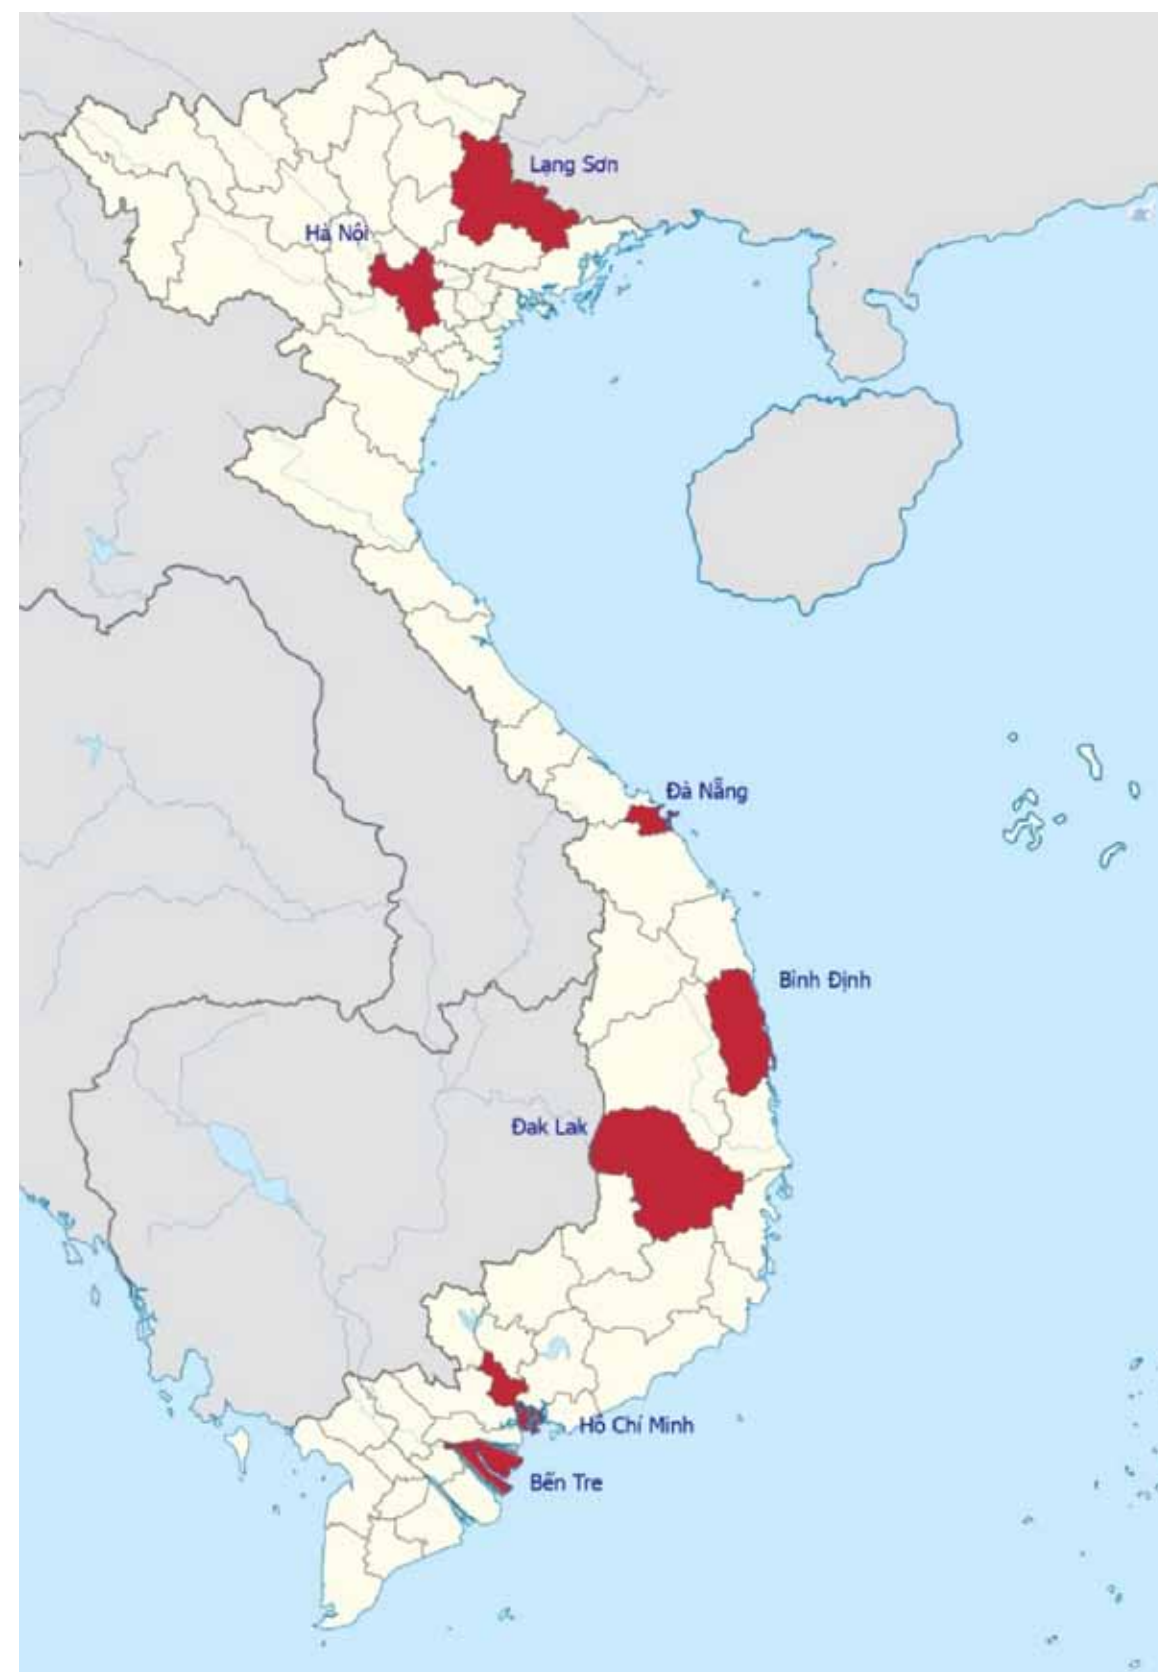 Lạng Sơn
Hà Nội
Đà Nẵng
Bình Định
Đak Lak
Hồ Chí Minh
Bến Tre